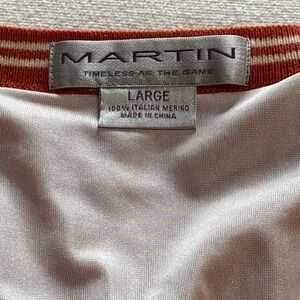 MARTIN
TIMELESS AS THE GAME
LARGE
100% ITALIAN MERINO
MADE IN CHINA